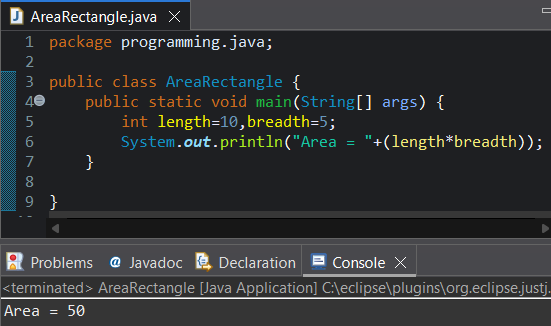 AreaRectangle.java
1 package programming.java;
2
3 public class AreaRectangle {
4     public static void main(String[] args) {
5         int length=10,breadth=5;
6         System.out.println("Area = "+(length*breadth));
7     }
8
9 }
Problems @ Javadoc Declaration Console
<terminated> AreaRectangle [Java Application] C:\eclipse\plugins\org.eclipse.justj.
Area = 50